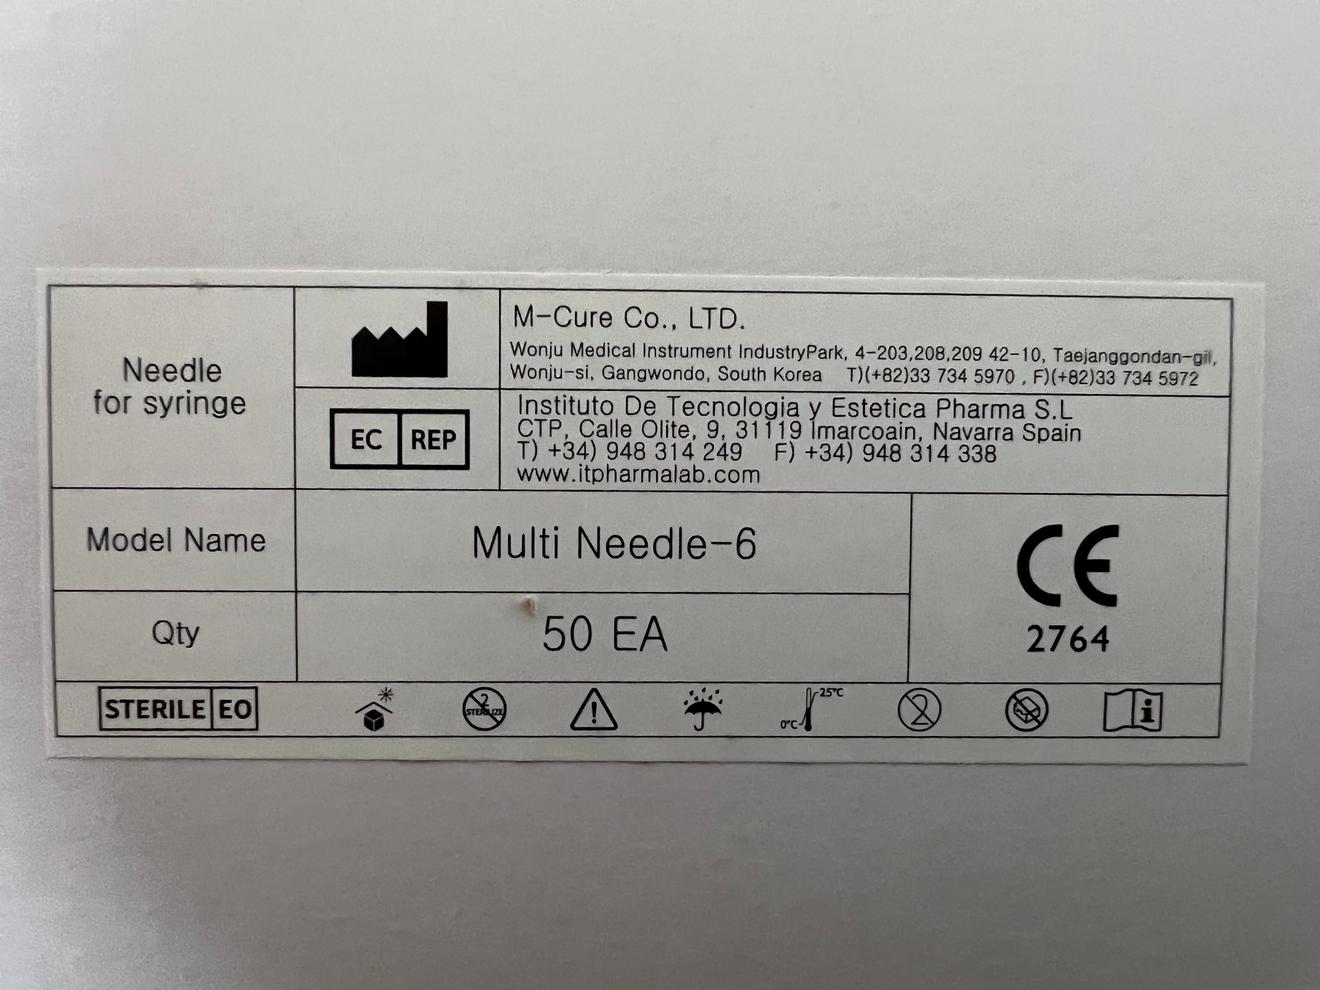 Needle
for syringe
M-Cure Co., LTD.
Wonju Medical Instrument IndustryPark, 4-203,208,209 42-10, Taejanggondan-gil,
Wonju-si, Gangwondo, South Korea T)(+82)33 734 5970 , F)(+82)33 734 5972
EC REP
Instituto De Tecnologia y Estetica Pharma S.L
CTP, Calle Olite, 9, 31119 Imarcoain, Navarra Spain
T) +34) 948 314 249 F) +34) 948 314 338
www.itpharmalab.com
Model Name
Multi Needle-6
CE
2764
Qty
50 EA
STERILE EO
2
STERILIZE
0°C
25°C
2
i